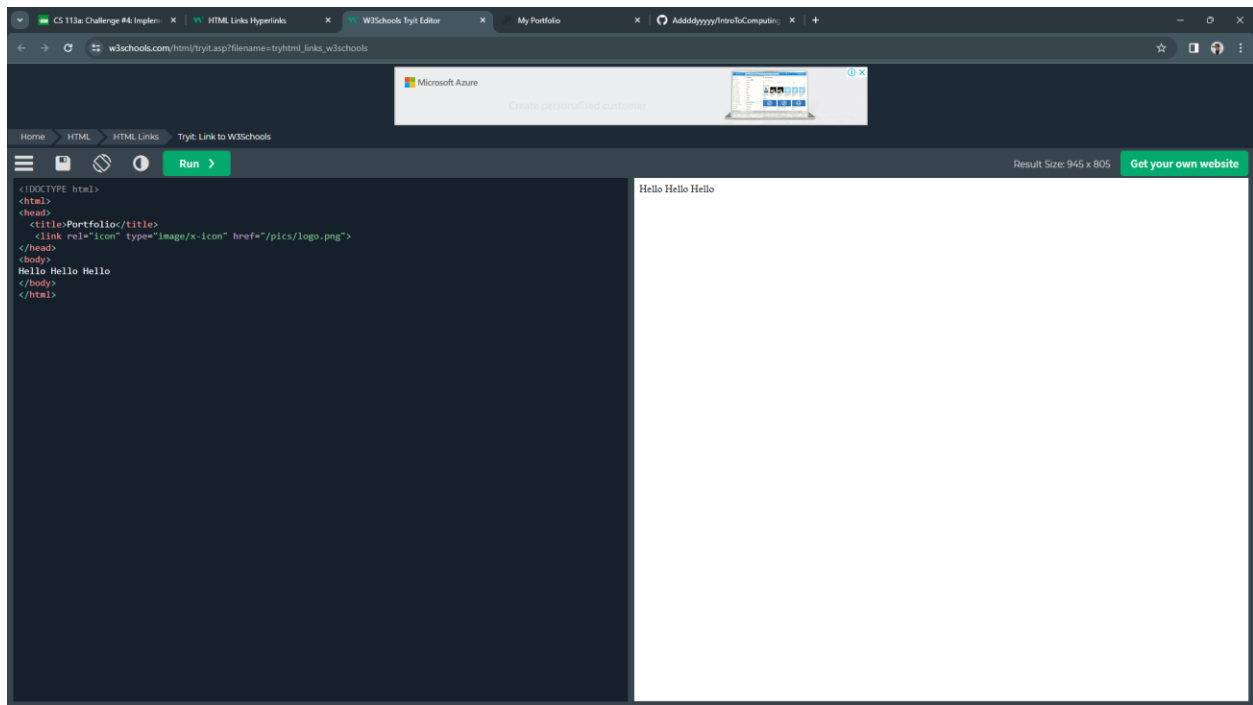 CS 113a: Challenge #4: Implem
HTML Links Hyperlinks
W3Schools Tryit Editor
My Portfolio
Addddyyyyy/IntroToComputing
w3schools.com/html/tryit.asp?filename=tryhtml_links_w3schools
Microsoft Azure
Create personalized customer
Home HTML HTML Links Tryit: Link to W3Schools
Run ❯
Result Size: 945 x 805
Get your own website
<!DOCTYPE html>
<html>
<head>
<title>Portfolio</title>
<link rel="icon" type="image/x-icon" href="/pics/logo.png">
</head>
<body>
Hello Hello Hello
</body>
</html>
Hello Hello Hello